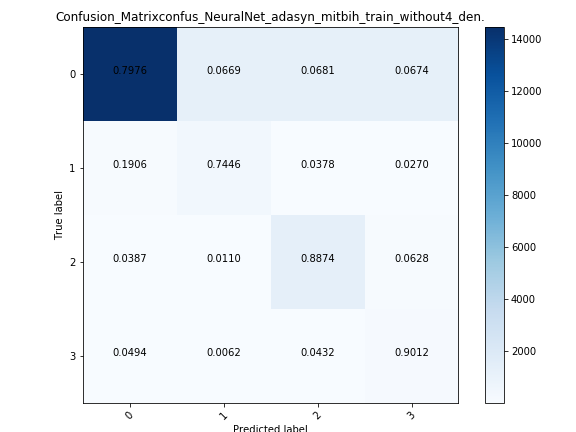 Confusion_Matrixconfus_NeuralNet_adasyn_mitbih_train_without4_den.
0 0.7976 0.0669 0.0681 0.0674
1 0.1906 0.7446 0.0378 0.0270
2 0.0387 0.0110 0.8874 0.0628
3 0.0494 0.0062 0.0432 0.9012
True label
0 1 2 3
Predicted label
14000
12000
10000
8000
6000
4000
2000